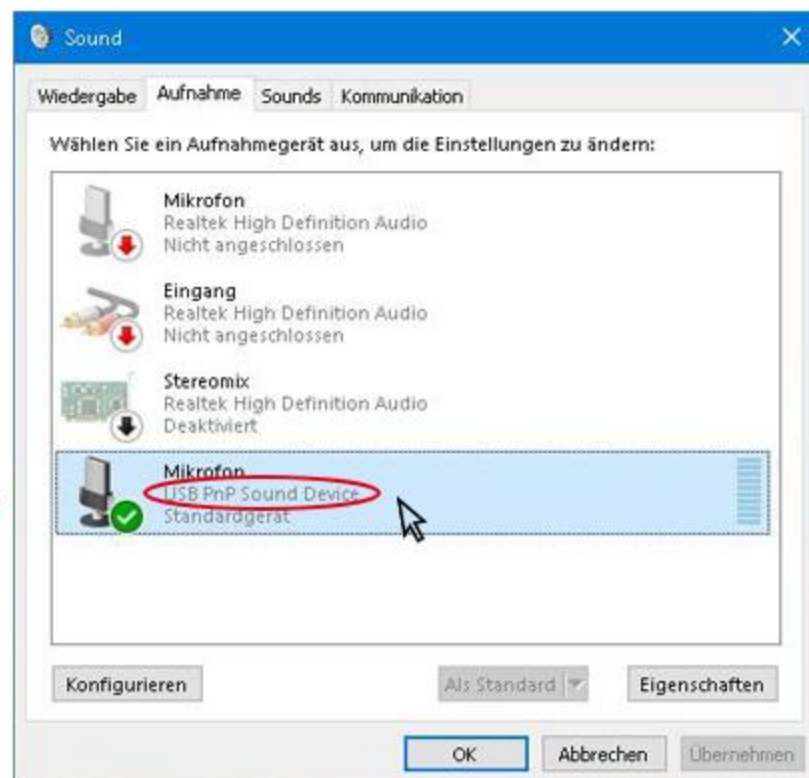 Sound
Wiedergabe Aufnahme Sounds Kommunikation
Wählen Sie ein Aufnahmegerät aus, um die Einstellungen zu ändern:
Mikrofon
Realtek High Definition Audio
Nicht angeschlossen
Eingang
Realtek High Definition Audio
Nicht angeschlossen
Stereomix
Realtek High Definition Audio
Deaktiviert
Mikrofon
USB PnP Sound Device
Standardgerät
Konfigurieren Als Standard Eigenschaften
OK Abbrechen Übernehmen